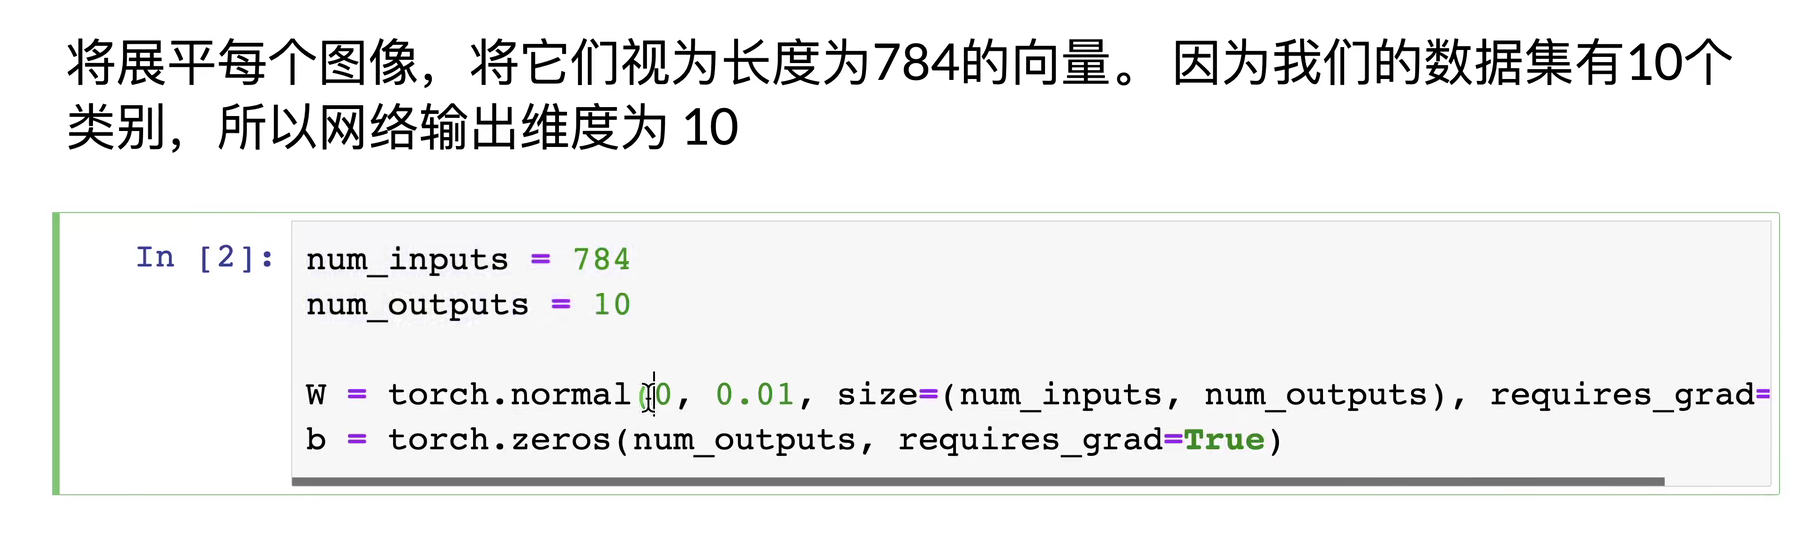 将展平每个图像，将它们视为长度为784的向量。 因为我们的数据集有10个
类别，所以网络输出维度为 10
In [2]:
num_inputs = 784
num_outputs = 10
W = torch.normal(0, 0.01, size=(num_inputs, num_outputs), requires_grad=
b = torch.zeros(num_outputs, requires_grad=True)